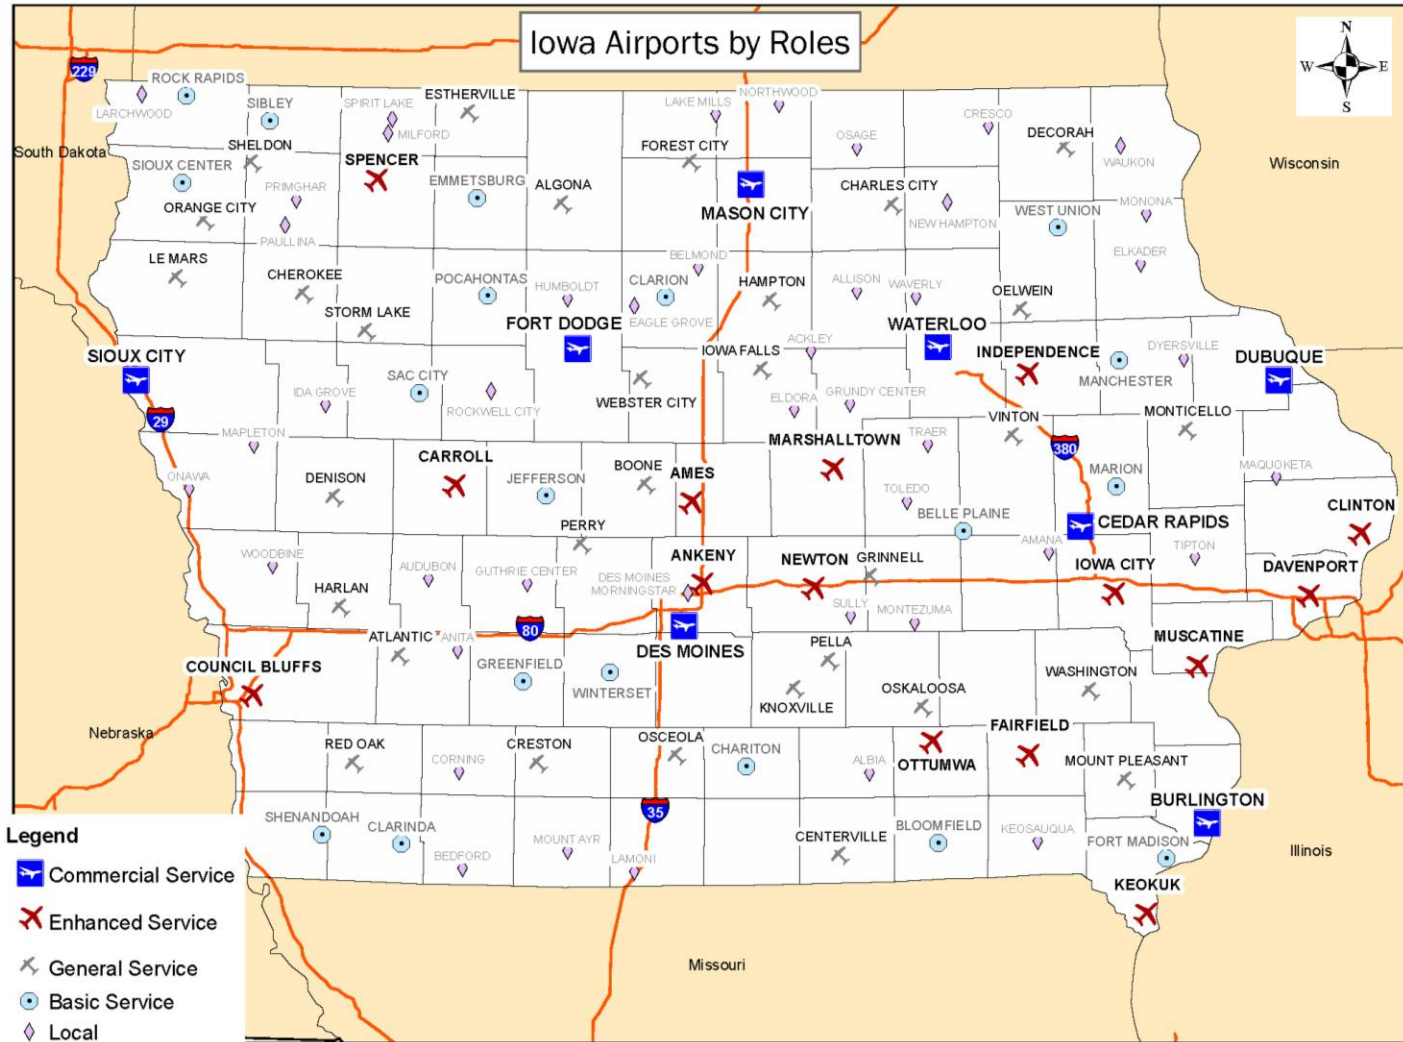 Iowa Airports by Roles
N
W
E
S
229
ROCK RAPIDS
LARCHWOOD
SIBLEY
SPIRIT LAKE
MILFORD
ESTHERVILLE
LAKE MILLS
NORTHWOOD
OSAGE
CRESCO
DECORAH
WAUKON
South Dakota
Wisconsin
SHELDON
SIOUX CENTER
SPENCER
EMMETSBURG
ALGONA
FOREST CITY
MASON CITY
CHARLES CITY
NEW HAMPTON
WEST UNION
MONONA
PRIMGHAR
ORANGE CITY
PAULLINA
ELKADER
LE MARS
CHEROKEE
STORM LAKE
POCAHONTAS
HUMBOLDT
BELMOND
CLARION
EAGLE GROVE
HAMPTON
ALLISON
WAVERLY
OELWEIN
FORT DODGE
WATERLOO
SIOUX CITY
IOWA FALLS
ACKLEY
INDEPENDENCE
MANCHESTER
DYERSVILLE
DUBUQUE
IDA GROVE
SAC CITY
ROCKWELL CITY
WEBSTER CITY
ELDORA
GRUNDY CENTER
VINTON
MONTICELLO
29
MAPLETON
ONAWA
DENISON
CARROLL
JEFFERSON
BOONE
AMES
MARSHALLTOWN
TRAER
TOLEDO
380
MARION
MAQUOKETA
BELLE PLAINE
CEDAR RAPIDS
CLINTON
PERRY
WOODBINE
HARLAN
AUDUBON
GUTHRIE CENTER
ANKENY
DES MOINES
MORNINGSTAR
NEWTON
GRINNELL
AMANA
IOWA CITY
TIPTON
DAVENPORT
SULLY
MONTEZUMA
80
ATLANTIC
ANITA
DES MOINES
PELLA
MUSCATINE
COUNCIL BLUFFS
GREENFIELD
WINTERSET
KNOXVILLE
OSKALOOSA
WASHINGTON
Nebraska
RED OAK
CORNING
CRESTON
OSCEOLA
CHARITON
ALBIA
OTTUMWA
FAIRFIELD
MOUNT PLEASANT
BURLINGTON
35
SHENANDOAH
CLARINDA
BEDFORD
MOUNT AYR
LAMONI
CENTERVILLE
BLOOMFIELD
KEOSAUQUA
FORT MADISON
KEOKUK
Illinois
Missouri
Legend
Commercial Service
Enhanced Service
General Service
Basic Service
Local